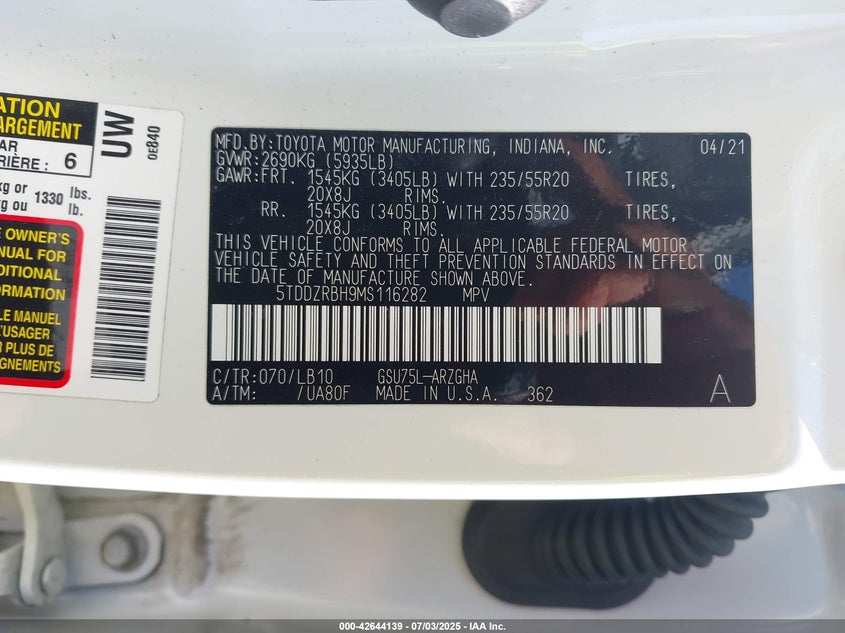 ATION
ARGEMENT
AR
RIÈRE : 6
kg or 1330 lbs.
kg ou lb.
E OWNER'S
ANUAL FOR
DITIONAL
ORMATION
LE MANUEL
L'USAGER
R PLUS DE
IGNEMENTS
UW
0E840
MFD.BY:TOYOTA MOTOR MANUFACTURING, INDIANA, INC. 04/21
GVWR:2690KG (5935LB)
GAWR:FRT. 1545KG (3405LB) WITH 235/55R20 TIRES,
20X8J RIMS.
RR. 1545KG (3405LB) WITH 235/55R20 TIRES,
20X8J RIMS.
THIS VEHICLE CONFORMS TO ALL APPLICABLE FEDERAL MOTOR
VEHICLE SAFETY AND THEFT PREVENTION STANDARDS IN EFFECT ON
THE DATE OF MANUFACTURE SHOWN ABOVE.
5TDDZRBH9MS116282 MPV
C/TR:070/LB10 GSU75L-ARZGHA
A/TM: /UA80F MADE IN U.S.A. 362 A
000-42644139 - 07/03/2025 - IAA Inc.